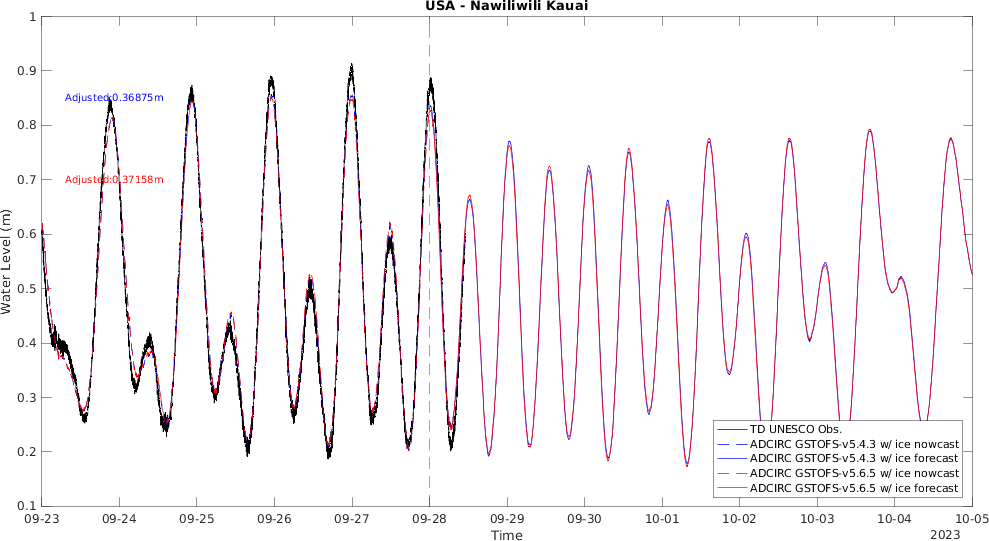 USA - Nawiliwili Kauai
1
0.9
0.8
0.7
0.6
0.5
0.4
0.3
0.2
0.1
Water Level (m)
Adjusted:0.36875m
Adjusted:0.37158m
TD UNESCO Obs.
ADCIRC GSTOFS-v5.4.3 w/ ice nowcast
ADCIRC GSTOFS-v5.4.3 w/ ice forecast
ADCIRC GSTOFS-v5.6.5 w/ ice nowcast
ADCIRC GSTOFS-v5.6.5 w/ ice forecast
09-23 09-24 09-25 09-26 09-27 09-28 09-29 09-30 10-01 10-02 10-03 10-04 10-05
Time
2023